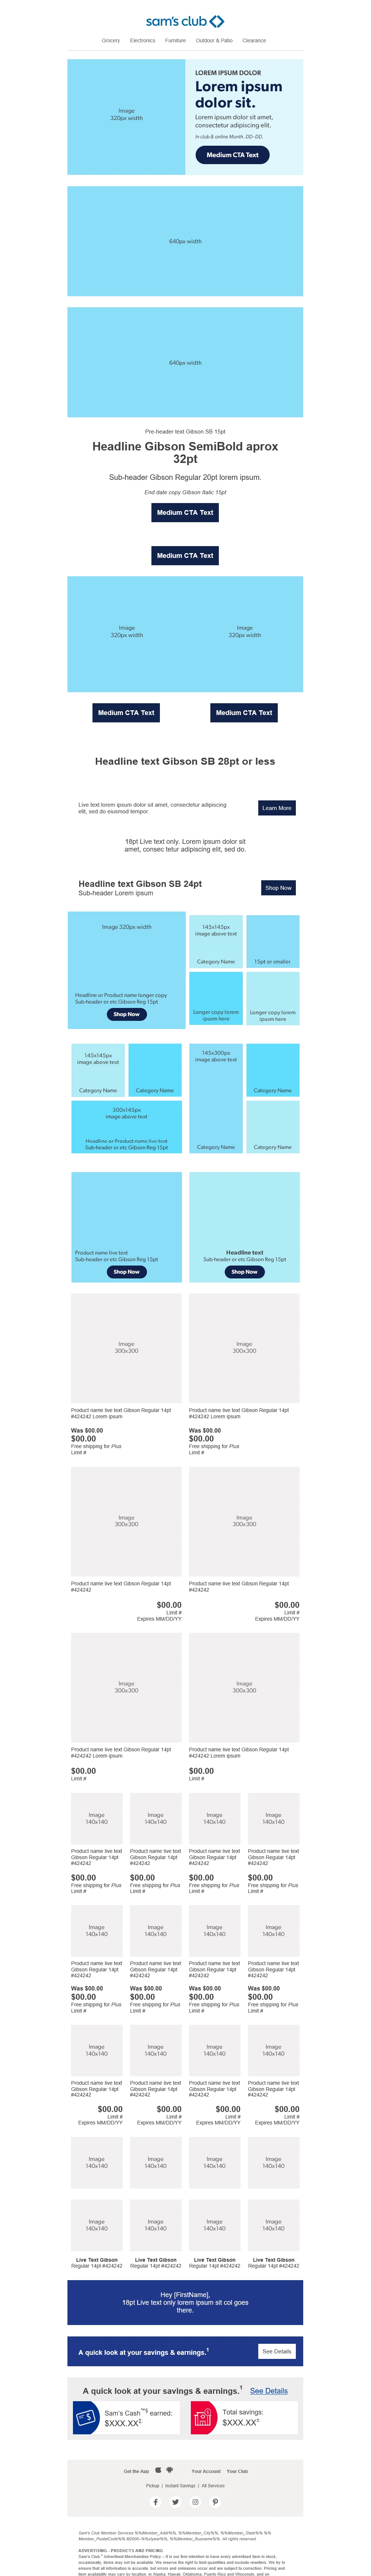 sam's club
Grocery Electronics Furniture Outdoor & Patio Clearance
Image
320px width
LOREM IPSUM DOLOR
Lorem ipsum
dolor sit.
Lorem ipsum dolor sit amet,
consectetur adipiscing elit.
In club & online Month. DD–DD.
Medium CTA Text
640px width
640px width
Pre-header text Gibson SB 15pt
Headline Gibson SemiBold aprox
32pt
Sub-header Gibson Regular 20pt lorem ipsum.
End date copy Gibson Italic 15pt
Medium CTA Text
Medium CTA Text
Image
320px width
Image
320px width
Medium CTA Text
Medium CTA Text
Headline text Gibson SB 28pt or less
Live text lorem ipsum dolor sit amet, consectetur adipiscing
elit, sed do eiusmod tempor
Learn More
18pt Live text only. Lorem ipsum dolor sit
amet, consec tetur adipiscing elit, sed do.
Headline text Gibson SB 24pt
Sub-header Lorem ipsum
Shop Now
Image 320px width
Headline or Product name longer copy
Sub-header or etc Gibson Reg 15pt
Shop Now
145x145px
image above text
Category Name
15pt or smaller
Longer copy lorem
ipusm here
Longer copy lorem
ipusm here
145x145px
image above text
Category Name
Category Name
300x145px
image above text
Headline or Product name live text
Sub-header or etc Gibson Reg 15pt
145x300px
image above text
Category Name
Category Name
Category Name
Product name live text
Sub-header or etc Gibson Reg 15pt
Shop Now
Headline text
Sub-header or etc Gibson Reg 15pt
Shop Now
Image
300x300
Image
300x300
Product name live text Gibson Regular 14pt
#424242 Lorem ipsum
Was $00.00
$00.00
Free shipping for Plus
Limit #
Product name live text Gibson Regular 14pt
#424242 Lorem ipsum
Was $00.00
$00.00
Free shipping for Plus
Limit #
Image
300x300
Image
300x300
Product name live text Gibson Regular 14pt
#424242
$00.00
Limit #
Expires MM/DD/YY
Product name live text Gibson Regular 14pt
#424242
$00.00
Limit #
Expires MM/DD/YY
Image
300x300
Image
300x300
Product name live text Gibson Regular 14pt
#424242 Lorem ipsum
$00.00
Limit #
Product name live text Gibson Regular 14pt
#424242 Lorem ipsum
$00.00
Limit #
Image
140x140
Image
140x140
Image
140x140
Image
140x140
Product name live text
Gibson Regular 14pt
#424242
$00.00
Free shipping for Plus
Limit #
Product name live text
Gibson Regular 14pt
#424242
$00.00
Free shipping for Plus
Limit #
Product name live text
Gibson Regular 14pt
#424242
$00.00
Free shipping for Plus
Limit #
Product name live text
Gibson Regular 14pt
#424242
$00.00
Free shipping for Plus
Limit #
Image
140x140
Image
140x140
Image
140x140
Image
140x140
Product name live text
Gibson Regular 14pt
#424242
Was $00.00
$00.00
Free shipping for Plus
Limit #
Product name live text
Gibson Regular 14pt
#424242
Was $00.00
$00.00
Free shipping for Plus
Limit #
Product name live text
Gibson Regular 14pt
#424242
Was $00.00
$00.00
Free shipping for Plus
Limit #
Product name live text
Gibson Regular 14pt
#424242
Was $00.00
$00.00
Free shipping for Plus
Limit #
Image
140x140
Image
140x140
Image
140x140
Image
140x140
Product name live text
Gibson Regular 14pt
#424242
$00.00
Limit #
Expires MM/DD/YY
Product name live text
Gibson Regular 14pt
#424242
$00.00
Limit #
Expires MM/DD/YY
Product name live text
Gibson Regular 14pt
#424242
$00.00
Limit #
Expires MM/DD/YY
Product name live text
Gibson Regular 14pt
#424242
$00.00
Limit #
Expires MM/DD/YY
Image
140x140
Image
140x140
Image
140x140
Image
140x140
Image
140x140
Image
140x140
Image
140x140
Image
140x140
Live Text Gibson
Regular 14pt #424242
Live Text Gibson
Regular 14pt #424242
Live Text Gibson
Regular 14pt #424242
Live Text Gibson
Regular 14pt #424242
Hey [FirstName],
18pt Live text only lorem ipsum sit col goes
there.
A quick look at your savings & earnings.1
See Details
A quick look at your savings & earnings.1 See Details
Sam's Cash™§ earned:
$XXX.XX‡
Total savings:
$XXX.XX‡
Get the App Your Account Your Club
Pickup | Instant Savings | All Services
Sam's Club Member Services %%Member_Addr%%, %%Member_City%%, %%Member_State%% %%
ADVERTISING - PRODUCTS AND PRICING